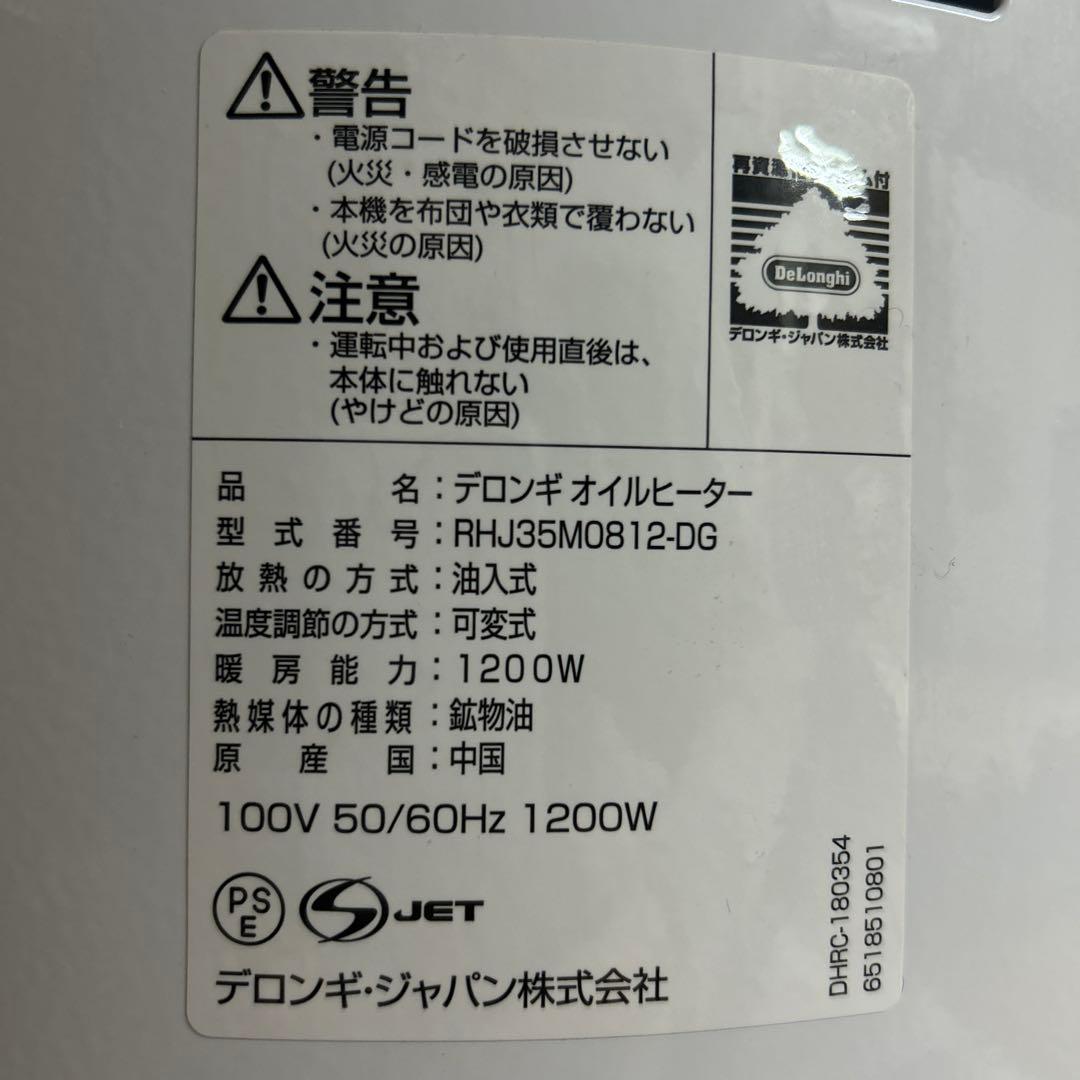 警告
・電源コードを破損させない
(火災・感電の原因)
・本機を布団や衣類で覆わない
(火災の原因)
注意
・運転中および使用直後は、
本体に触れない
(やけどの原因)
再資源 付
DeLonghi
デロンギ・ジャパン株式会社
品名：デロンギ オイルヒーター
型式番号：RHJ35M0812-DG
放熱の方式：油入式
温度調節の方式：可変式
暖房能力：1200W
熱媒体の種類：鉱物油
原産国：中国
100V 50/60Hz 1200W
PS
E
JET
デロンギ・ジャパン株式会社
DHRC-180354
6518510801